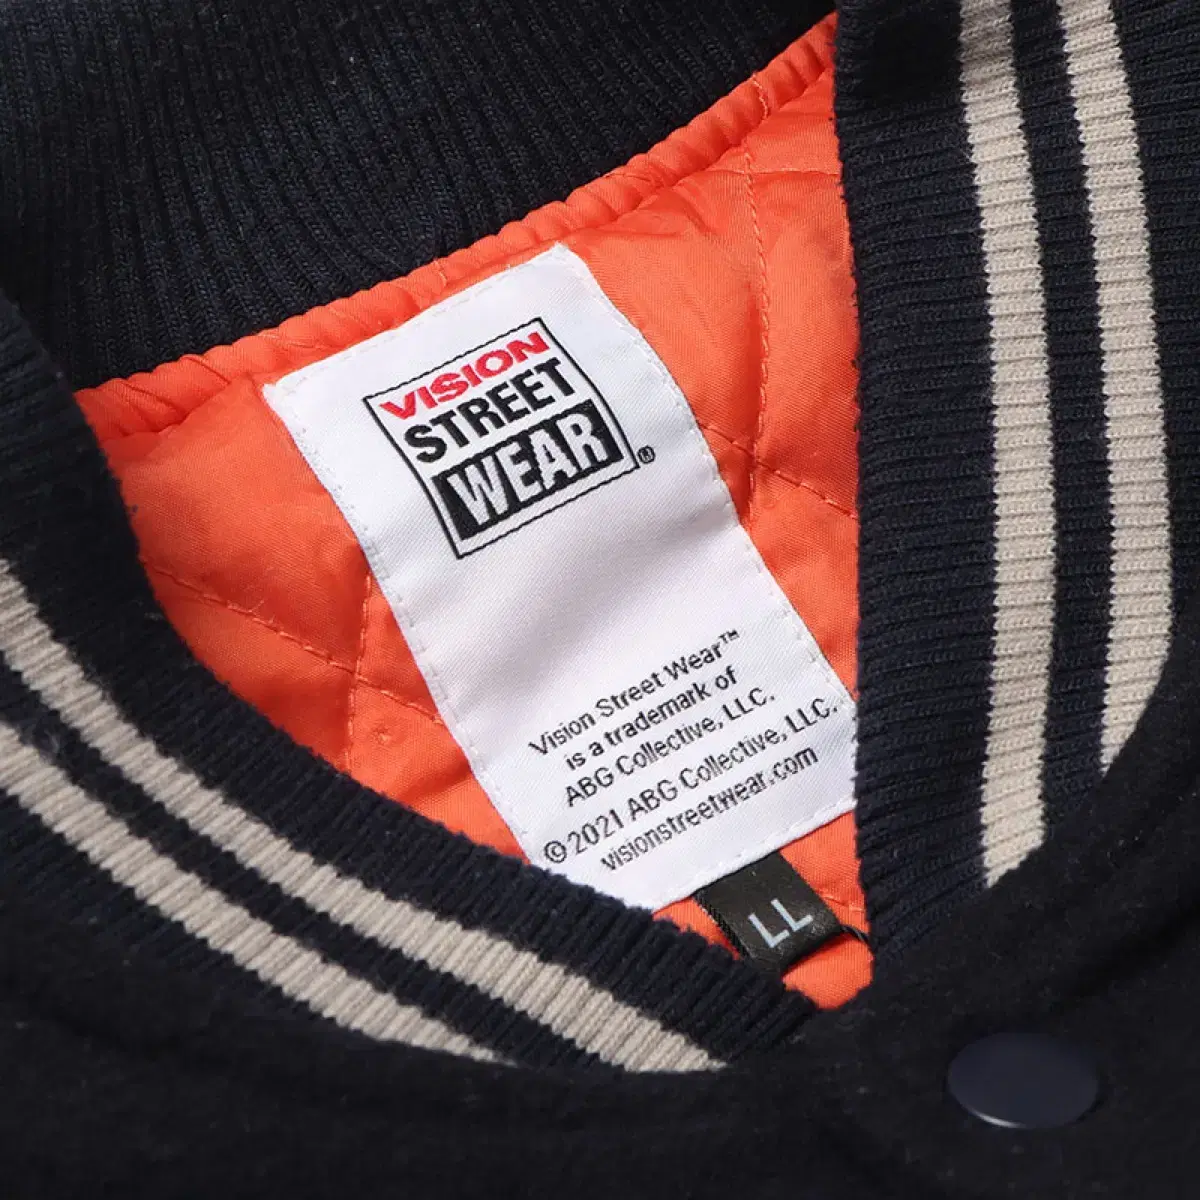 VISION
STREET
WEAR®
Vision Street Wear™
is a trademark of
ABG Collective, LLC.
©2021 ABG Collective, LLC.
visionstreetwear.com
LL